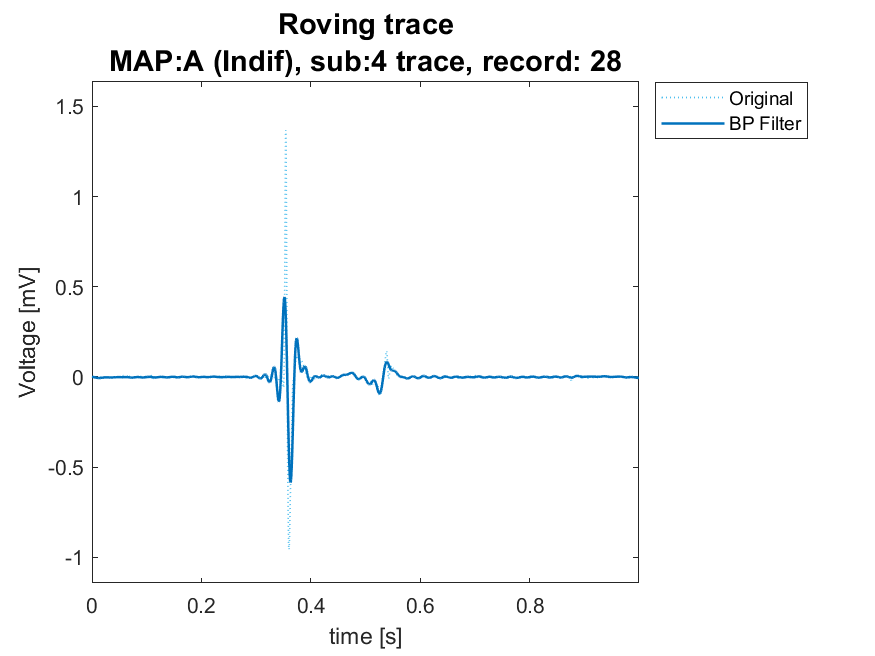 Roving trace
MAP:A (Indif), sub:4 trace, record: 28
Original
BP Filter
1.5
1
0.5
0
-0.5
-1
Voltage [mV]
0
0.2
0.4
0.6
0.8
time [s]